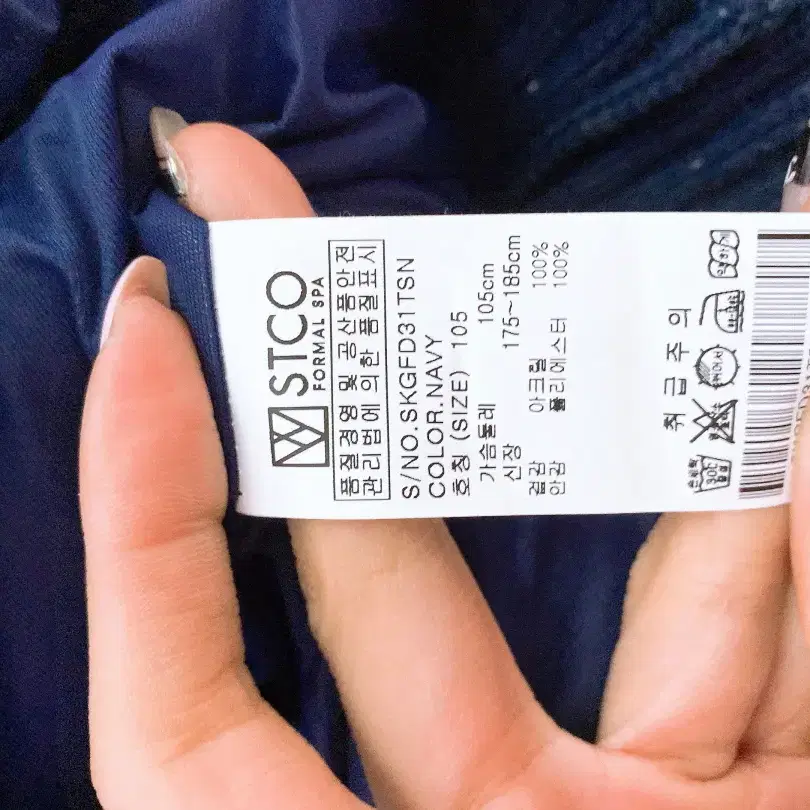 STCO
FORMAL SPA
품질경영 및 공산품안전
관리법에 의한 품질표시
S/NO.SKGFD31TSN
COLOR.NAVY
호칭 (SIZE) 105
가슴둘레 105cm
신장 175~185cm
겉감 아크릴 100%
안감 폴리에스터 100%
취 급 주 의
30℃